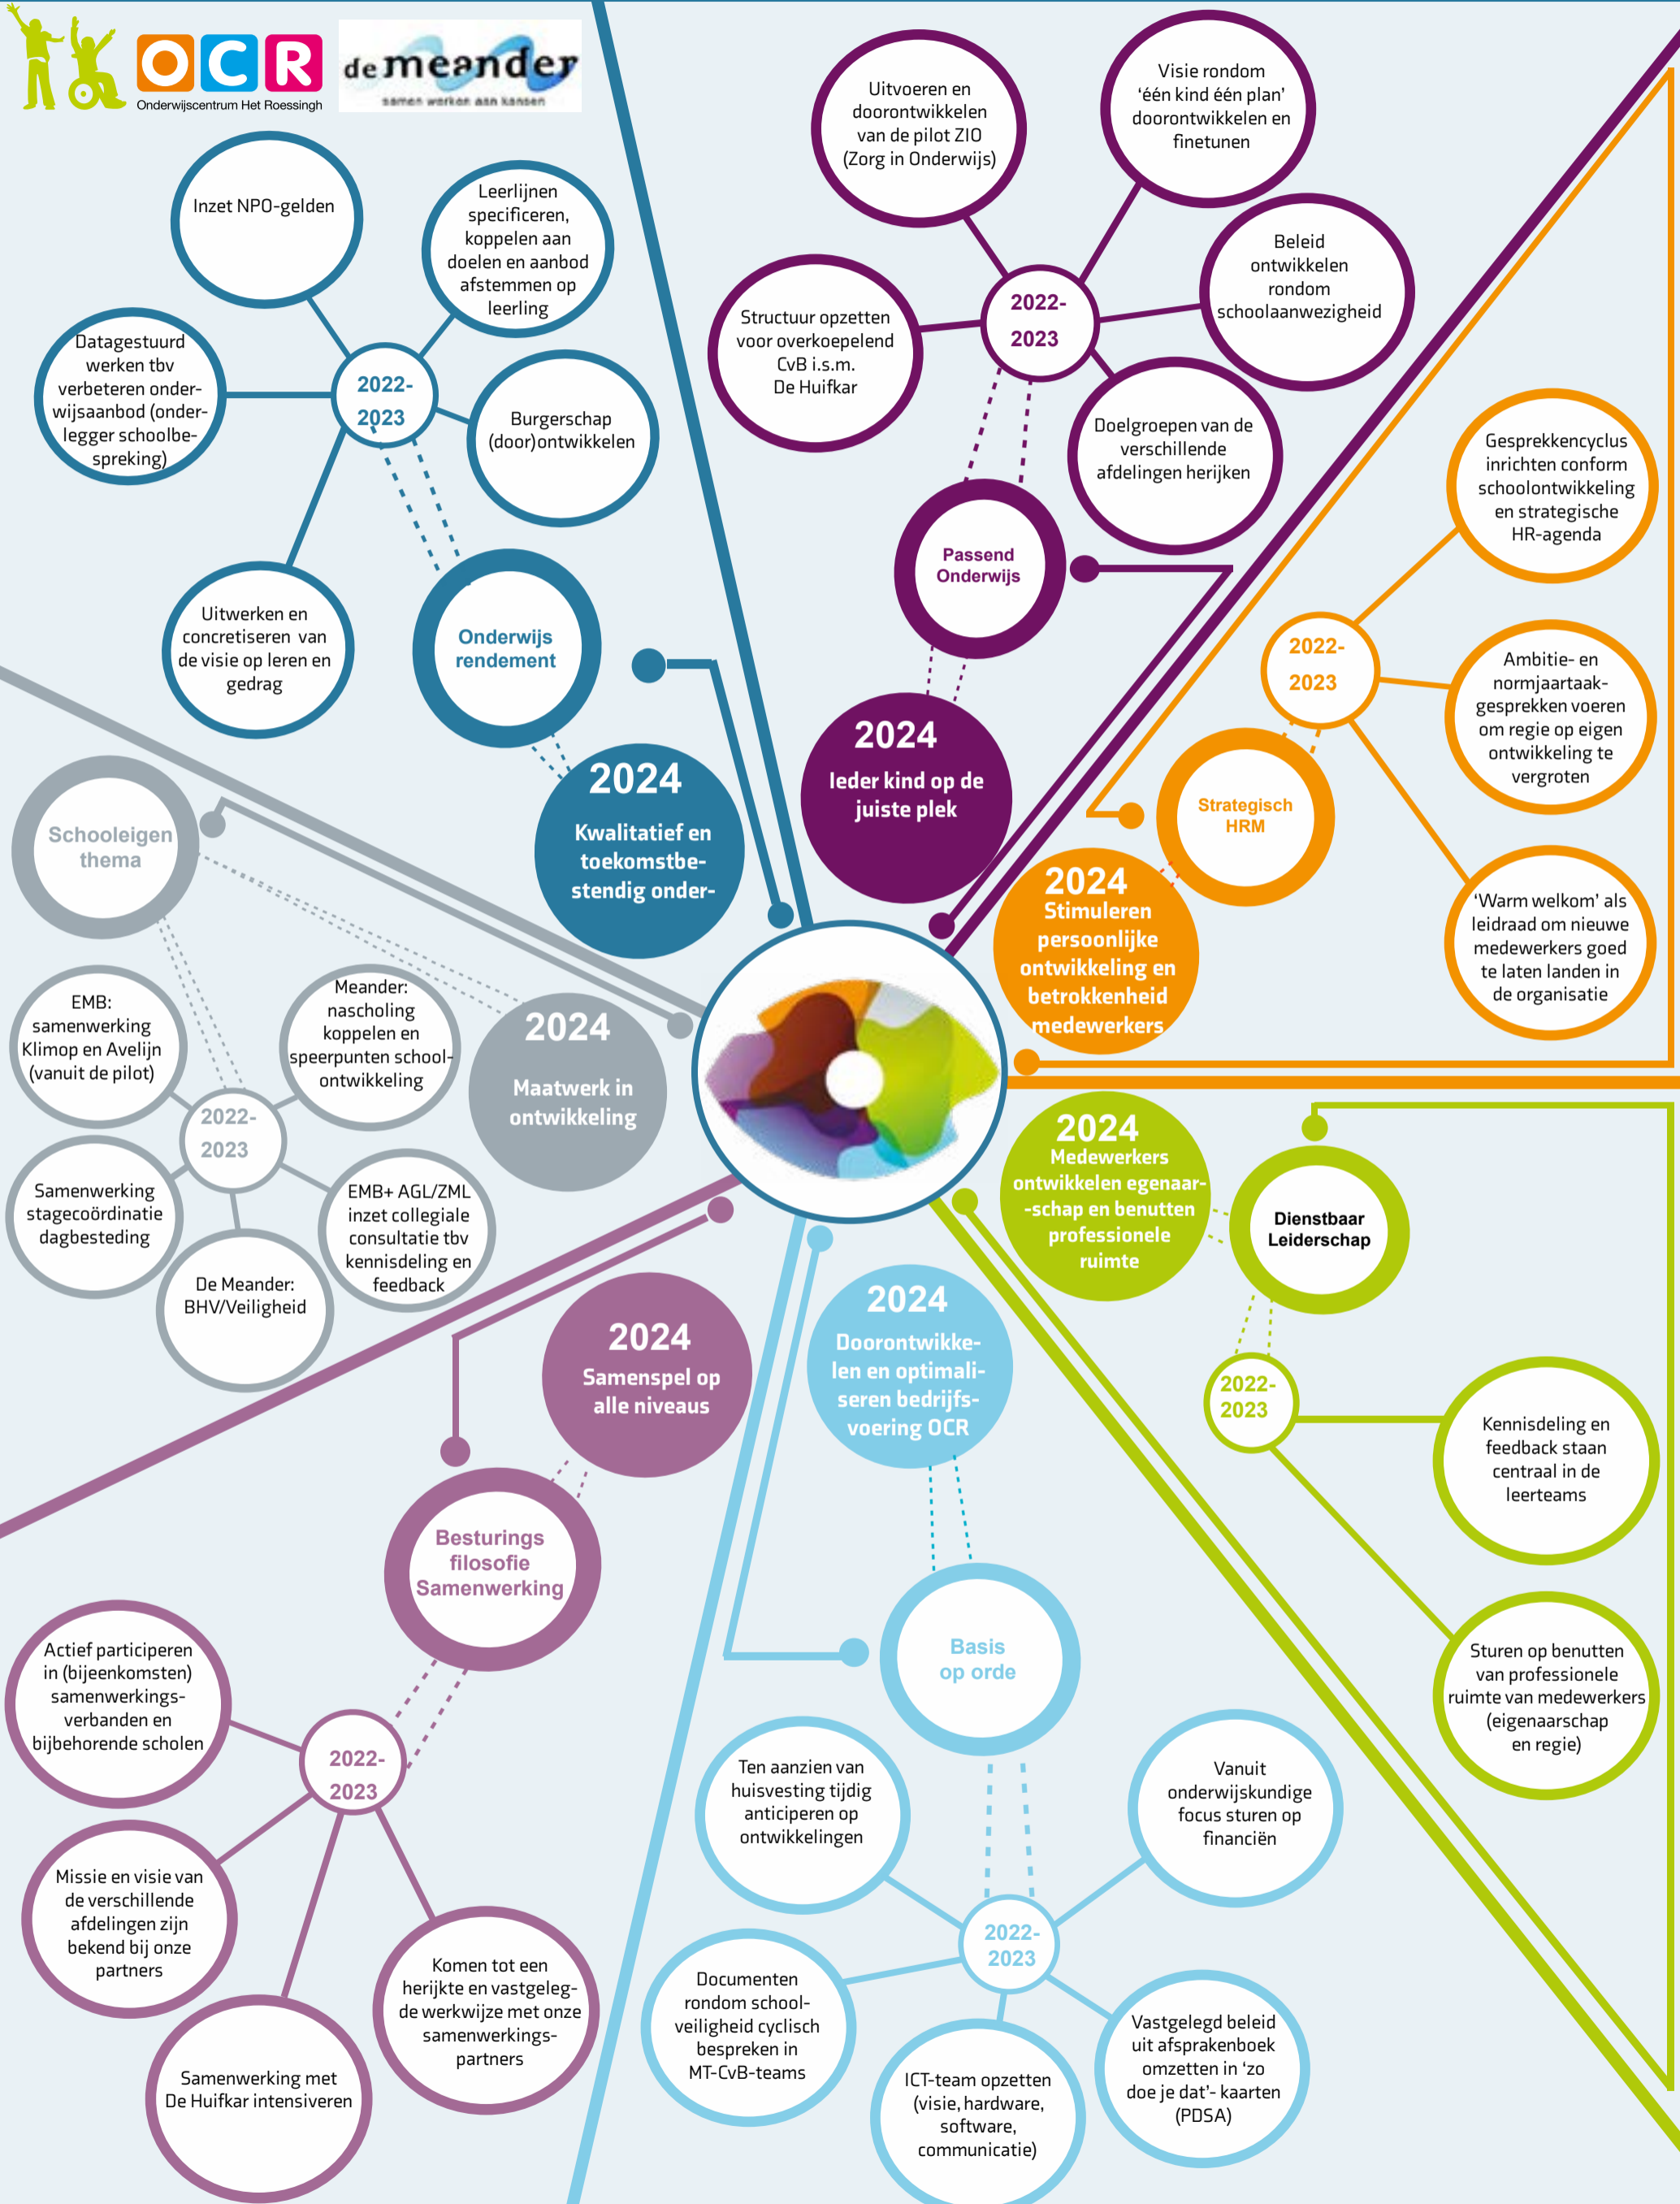 OCR
Onderwijscentrum Het Roessingh
de meander
samen werken aan kansen
Inzet NPO-gelden
Leerlijnen
specificeren,
koppelen aan
doelen en aanbod
afstemmen op
leerling
Datagestuurd
werken tbv
verbeteren onder-
wijsaanbod (onder-
legger schoolbe-
spreking)
2022-
2023
Burgerschap
(door)ontwikkelen
Uitwerken en
concretiseren van
de visie op leren en
gedrag
Onderwijs
rendement
2024
Kwalitatief en
toekomstbe-
stendig onder-
Uitvoeren en
doorontwikkelen
van de pilot ZIO
(Zorg in Onderwijs)
Visie rondom
‘één kind één plan’
doorontwikkelen en
finetunen
Structuur opzetten
voor overkoepelend
CvB i.s.m.
De Huifkar
2022-
2023
Beleid
ontwikkelen
rondom
schoolaanwezigheid
Doelgroepen van de
verschillende
afdelingen herijken
Passend
Onderwijs
2024
Ieder kind op de
juiste plek
Gesprekkencyclus
inrichten conform
schoolontwikkeling
en strategische
HR-agenda
2022-
2023
Ambitie- en
normjaartaak-
gesprekken voeren
om regie op eigen
ontwikkeling te
vergroten
Strategisch
HRM
‘Warm welkom’ als
leidraad om nieuwe
medewerkers goed
te laten landen in
de organisatie
2024
Stimuleren
persoonlijke
ontwikkeling en
betrokkenheid
medewerkers
Schooleigen
thema
EMB:
samenwerking
Klimop en Avelijn
(vanuit de pilot)
Meander:
nascholing
koppelen en
speerpunten school-
ontwikkeling
2024
Maatwerk in
ontwikkeling
2022-
2023
Samenwerking
stagecoördinatie
dagbesteding
EMB+ AGL/ZML
inzet collegiale
consultatie tbv
kennisdeling en
feedback
De Meander:
BHV/Veiligheid
2024
Medewerkers
ontwikkelen egenaar-
-schap en benutten
professionele
ruimte
Dienstbaar
Leiderschap
2022-
2023
Kennisdeling en
feedback staan
centraal in de
leerteams
Sturen op benutten
van professionele
ruimte van medewerkers
(eigenaarschap
en regie)
2024
Samenspel op
alle niveaus
Besturings
filosofie
Samenwerking
Actief participeren
in (bijeenkomsten)
samenwerkings-
verbanden en
bijbehorende scholen
2022-
2023
Missie en visie van
de verschillende
afdelingen zijn
bekend bij onze
partners
Komen tot een
herijkte en vastgeleg-
de werkwijze met onze
samenwerkings-
partners
Samenwerking met
De Huifkar intensiveren
2024
Doorontwikke-
len en optimali-
seren bedrijfs-
voering OCR
Basis
op orde
Ten aanzien van
huisvesting tijdig
anticiperen op
ontwikkelingen
Vanuit
onderwijskundige
focus sturen op
financiën
2022-
2023
Documenten
rondom school-
veiligheid cyclisch
bespreken in
MT-CvB-teams
Vastgelegd beleid
uit afsprakenboek
omzetten in ‘zo
doe je dat’- kaarten
(PDSA)
ICT-team opzetten
(visie, hardware,
software,
communicatie)